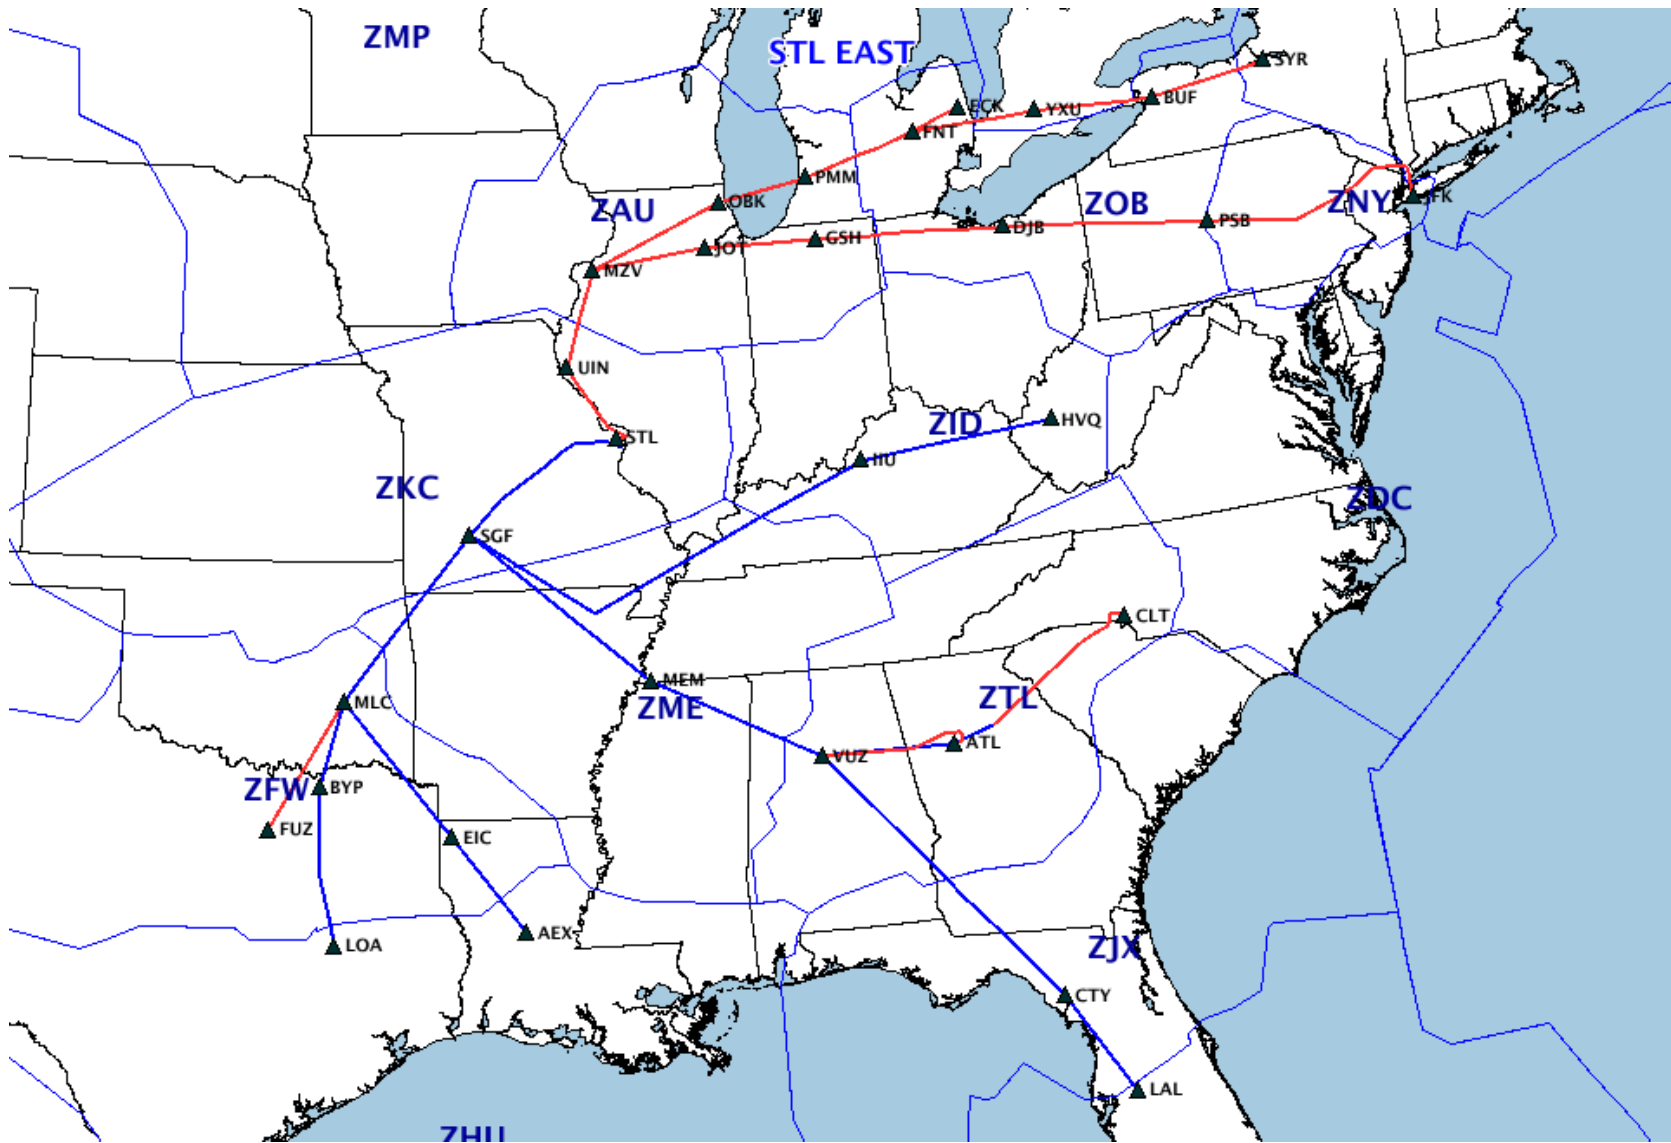 ZMP
STL EAST
SYR
ECK
YXU
BUF
FNT
PMM
ZAU
OBK
ZOB
ZNY
JFK
PSB
DJB
GSH
JOT
MZV
UIN
STL
ZID
HVQ
IIU
ZKC
ZDC
SGF
CLT
MEM
ZME
ZTL
MLC
ATL
VUZ
ZFW
BYP
FUZ
EIC
AEX
LOA
ZJX
CTY
LAL
ZHU